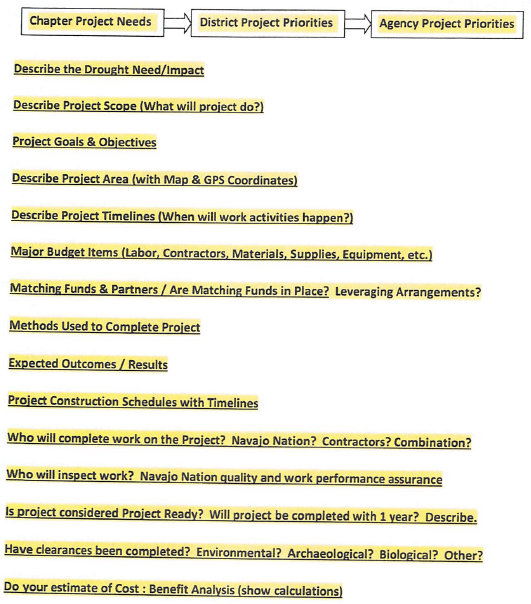 Chapter Project Needs
District Project Priorities
Agency Project Priorities
Describe the Drought Need/Impact
Describe Project Scope (What will project do?)
Project Goals & Objectives
Describe Project Area (with Map & GPS Coordinates)
Describe Project Timelines (When will work activities happen?)
Major Budget Items (Labor, Contractors, Materials, Supplies, Equipment, etc.)
Matching Funds & Partners / Are Matching Funds in Place? Leveraging Arrangements?
Methods Used to Complete Project
Expected Outcomes / Results
Project Construction Schedules with Timelines
Who will complete work on the Project? Navajo Nation? Contractors? Combination?
Who will inspect work? Navajo Nation quality and work performance assurance
Is project considered Project Ready? Will project be completed with 1 year? Describe.
Have clearances been completed? Environmental? Archaeological? Biological? Other?
Do your estimate of Cost : Benefit Analysis (show calculations)